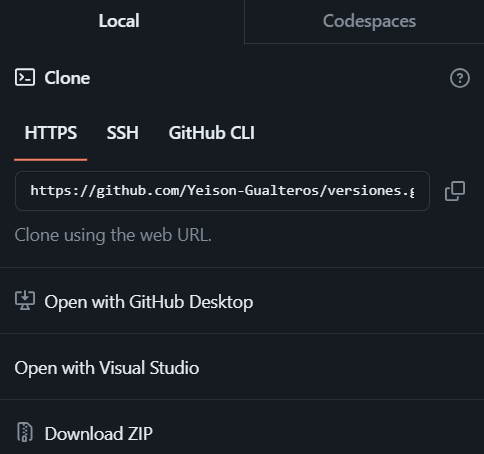 Local Codespaces
Clone
HTTPS SSH GitHub CLI
https://github.com/Yeison-Gualteros/versiones.g
Clone using the web URL.
Open with GitHub Desktop
Open with Visual Studio
Download ZIP